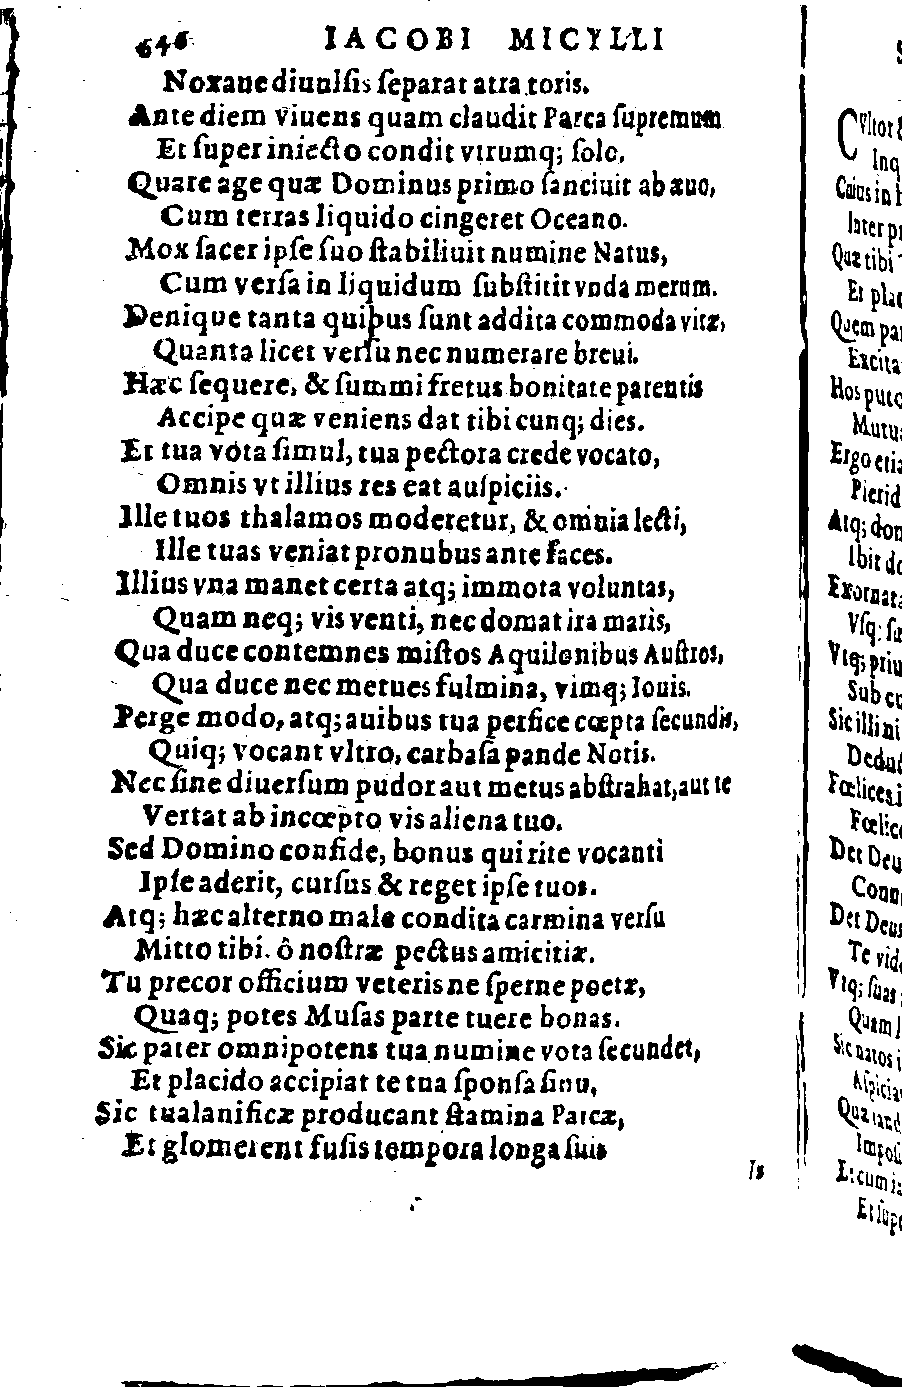 646 IACOBI MICYLLI
Noxaue diuulſis ſeparat atra toris.
Ante diem viuens quam claudit Parca ſupremum
Et ſuper iniecto condit vtrumq; ſolo,
Quare age quæ Dominus primo ſanciuit ab æuo,
Cum terras liquido cingeret Oceano.
Mox ſacer ipſe ſuo ſtabiliuit numine Natus,
Cum verſa in liquidum ſubſtitit vnda merum.
Denique tanta quibus ſunt addita commoda vitæ,
Quanta licet verſu nec numerare breui.
Hæc ſequere, & ſummi fretus bonitate parentis
Accipe quæ veniens dat tibi cunq; dies.
Et tua vota ſimul, tua pectora crede vocato,
Omnis vt illius res eat auſpiciis.
Ille tuos thalamos moderetur, & omnia lecti,
Ille tuas veniat pronubus ante faces.
Illius vna manet certa atq; immota voluntas,
Quam neq; vis venti, nec domat ira maris,
Qua duce contemnes miſtos Aquilonibus Auſtros,
Qua duce nec metues fulmina, vimq; Iouis.
Perge modo, atq; auibus tua perfice cœpta ſecundis,
Quiq; vocant vltro, carbaſa pande Notis.
Nec ſine diuerſum pudor aut metus abſtrahat, aut te
Vertat ab incœpto vis aliena tuo.
Sed Domino confide, bonus qui rite vocanti
Ipſe aderit, curſus & reget ipſe tuos.
Atq; hæc alterno male condita carmina verſu
Mitto tibi. ô noſtræ pectus amicitiæ.
Tu precor officium veteris ne ſperne poetæ,
Quaq; potes Muſas parte tuere bonas.
Sic pater omnipotens tua numine vota ſecundet,
Et placido accipiat te tua ſponſa ſinu,
Sic tua lanificæ producant ſtamina Parcæ,
Et glomerent fuſis tempora longa ſuis
Is